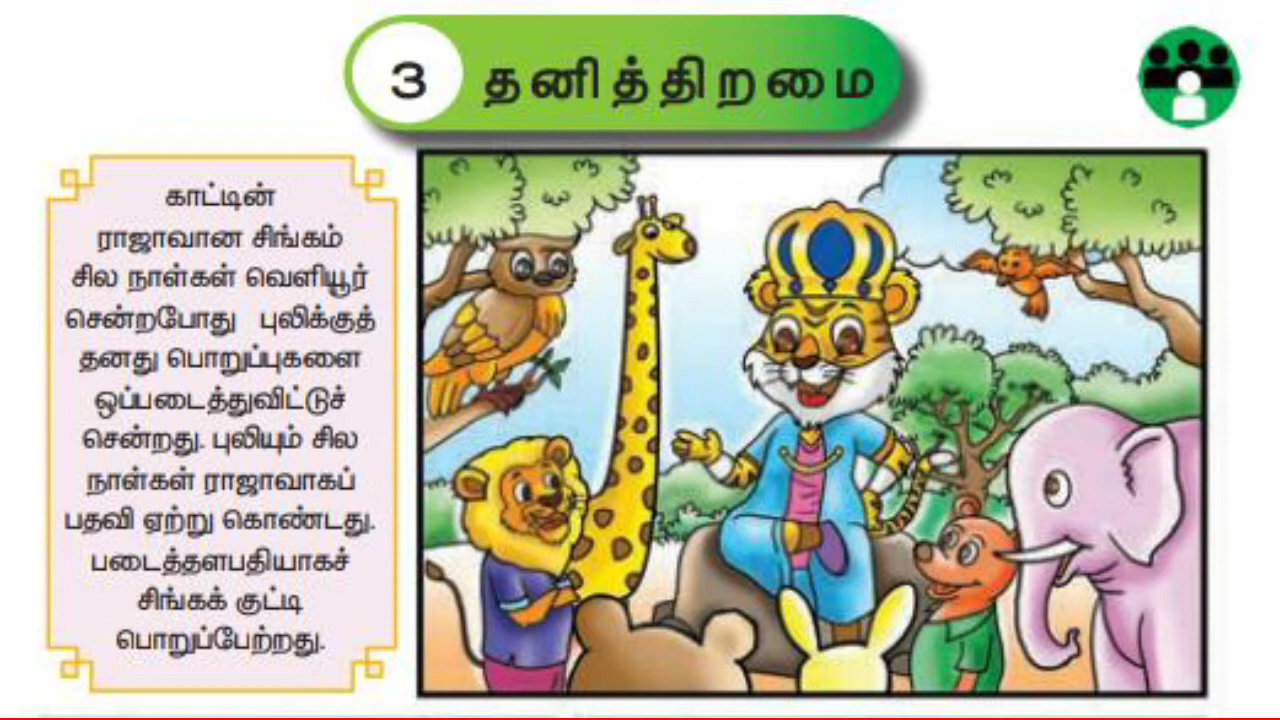 3 தனித்திறமை
காட்டின்
ராஜாவான சிங்கம்
சில நாள்கள் வெளியூர்
சென்றபோது புலிக்குத்
தனது பொறுப்புகளை
ஒப்படைத்துவிட்டுச்
சென்றது. புலியும் சில
நாள்கள் ராஜாவாகப்
பதவி ஏற்று கொண்டது.
படைத்தளபதியாகச்
சிங்கக் குட்டி
பொறுப்பேற்றது.